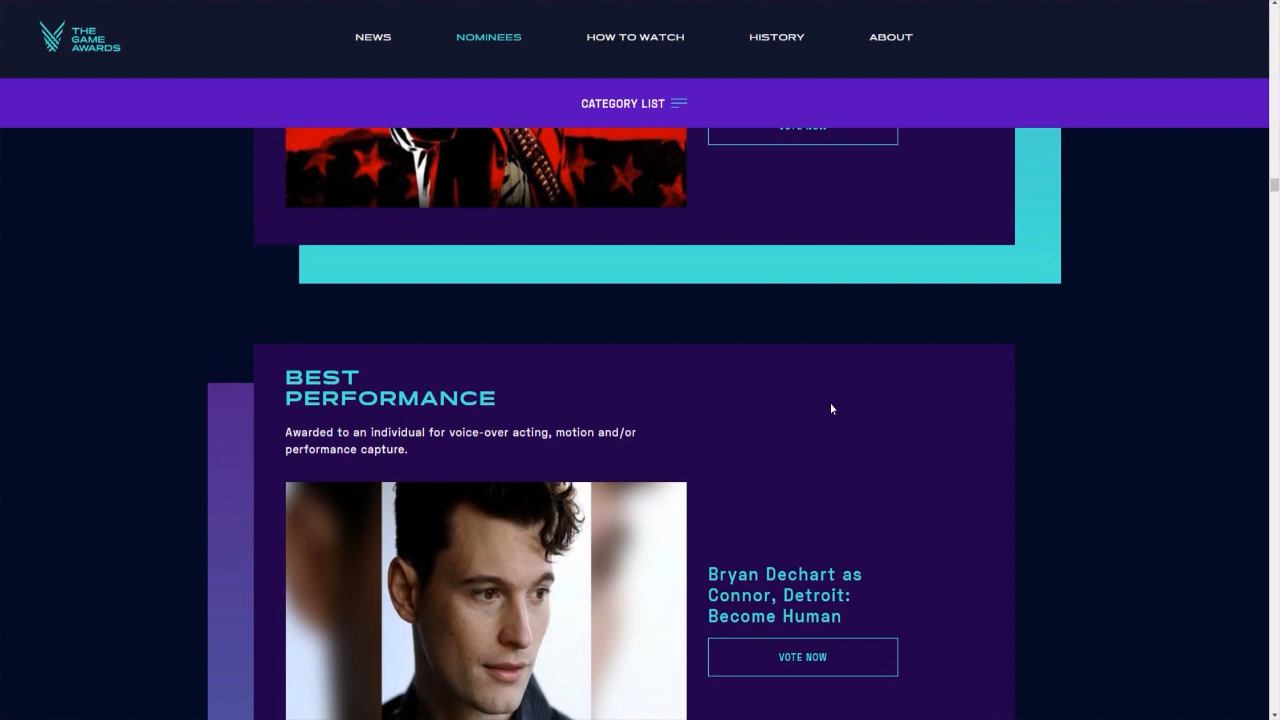 THE
GAME
AWARDS
NEWS
NOMINEES
HOW TO WATCH
HISTORY
ABOUT
CATEGORY LIST
VOTE NOW
BEST
PERFORMANCE
Awarded to an individual for voice-over acting, motion and/or
performance capture.
Bryan Dechart as
Connor, Detroit:
Become Human
VOTE NOW